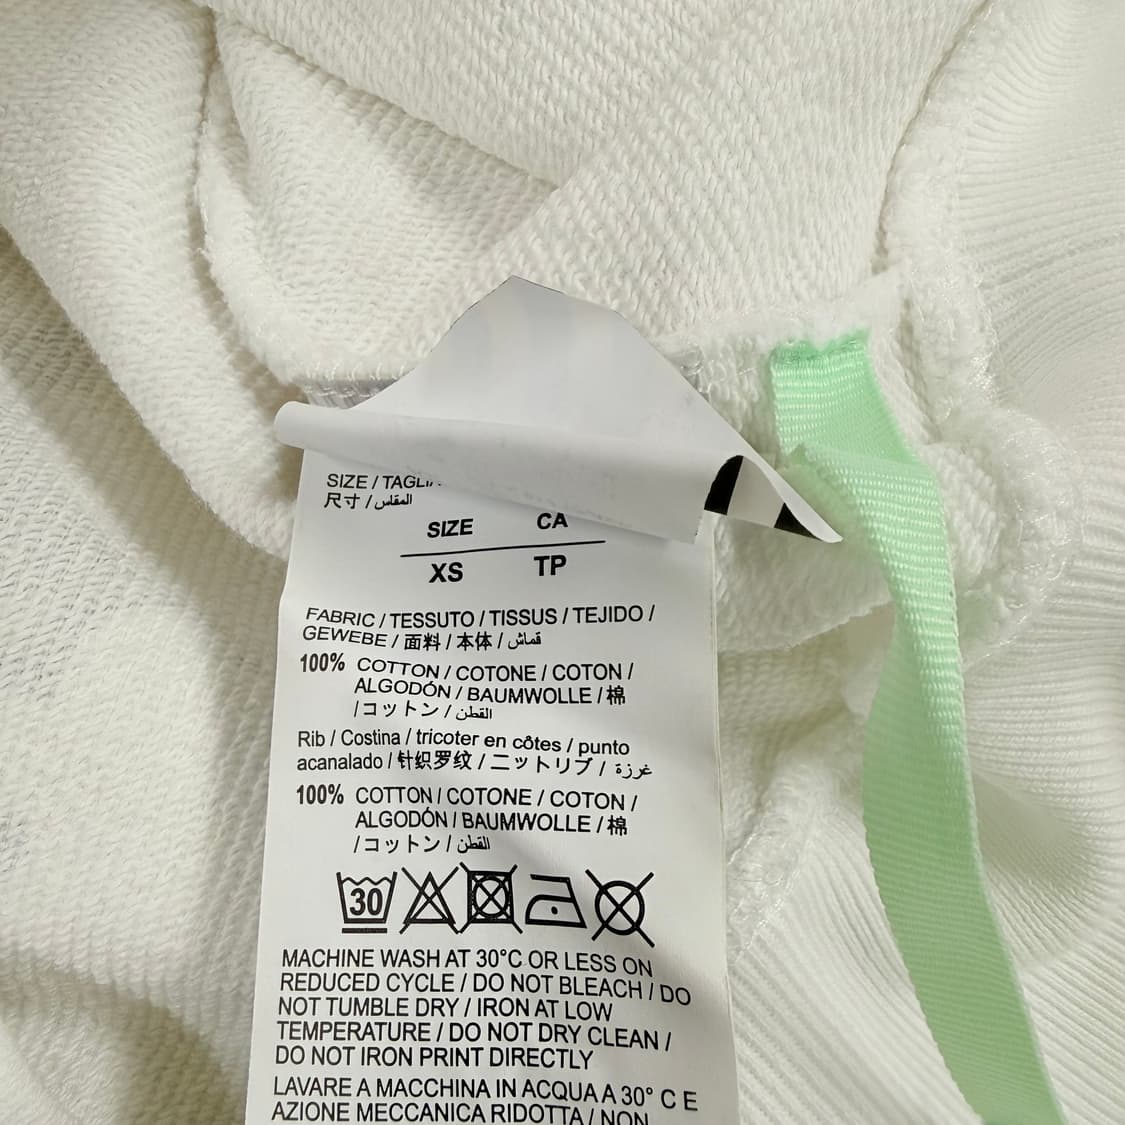 SIZE / TAGLIA
尺寸 / المقاس
SIZE CA
XS TP
FABRIC / TESSUTO / TISSUS / TEJIDO /
GEWEBE / 面料 / 本体 / قماش
100% COTTON / COTONE / COTON /
ALGODÓN / BAUMWOLLE / 棉
/ コットン / القطن
Rib / Costina / tricoter en côtes / punto
acanalado / 针织罗纹 / ニットリブ / غرزة
100% COTTON / COTONE / COTON /
ALGODÓN / BAUMWOLLE / 棉
/ コットン / القطن
30
MACHINE WASH AT 30°C OR LESS ON
REDUCED CYCLE / DO NOT BLEACH / DO
NOT TUMBLE DRY / IRON AT LOW
TEMPERATURE / DO NOT DRY CLEAN /
DO NOT IRON PRINT DIRECTLY
LAVARE A MACCHINA IN ACQUA A 30° C E
AZIONE MECCANICA RIDOTTA / NON